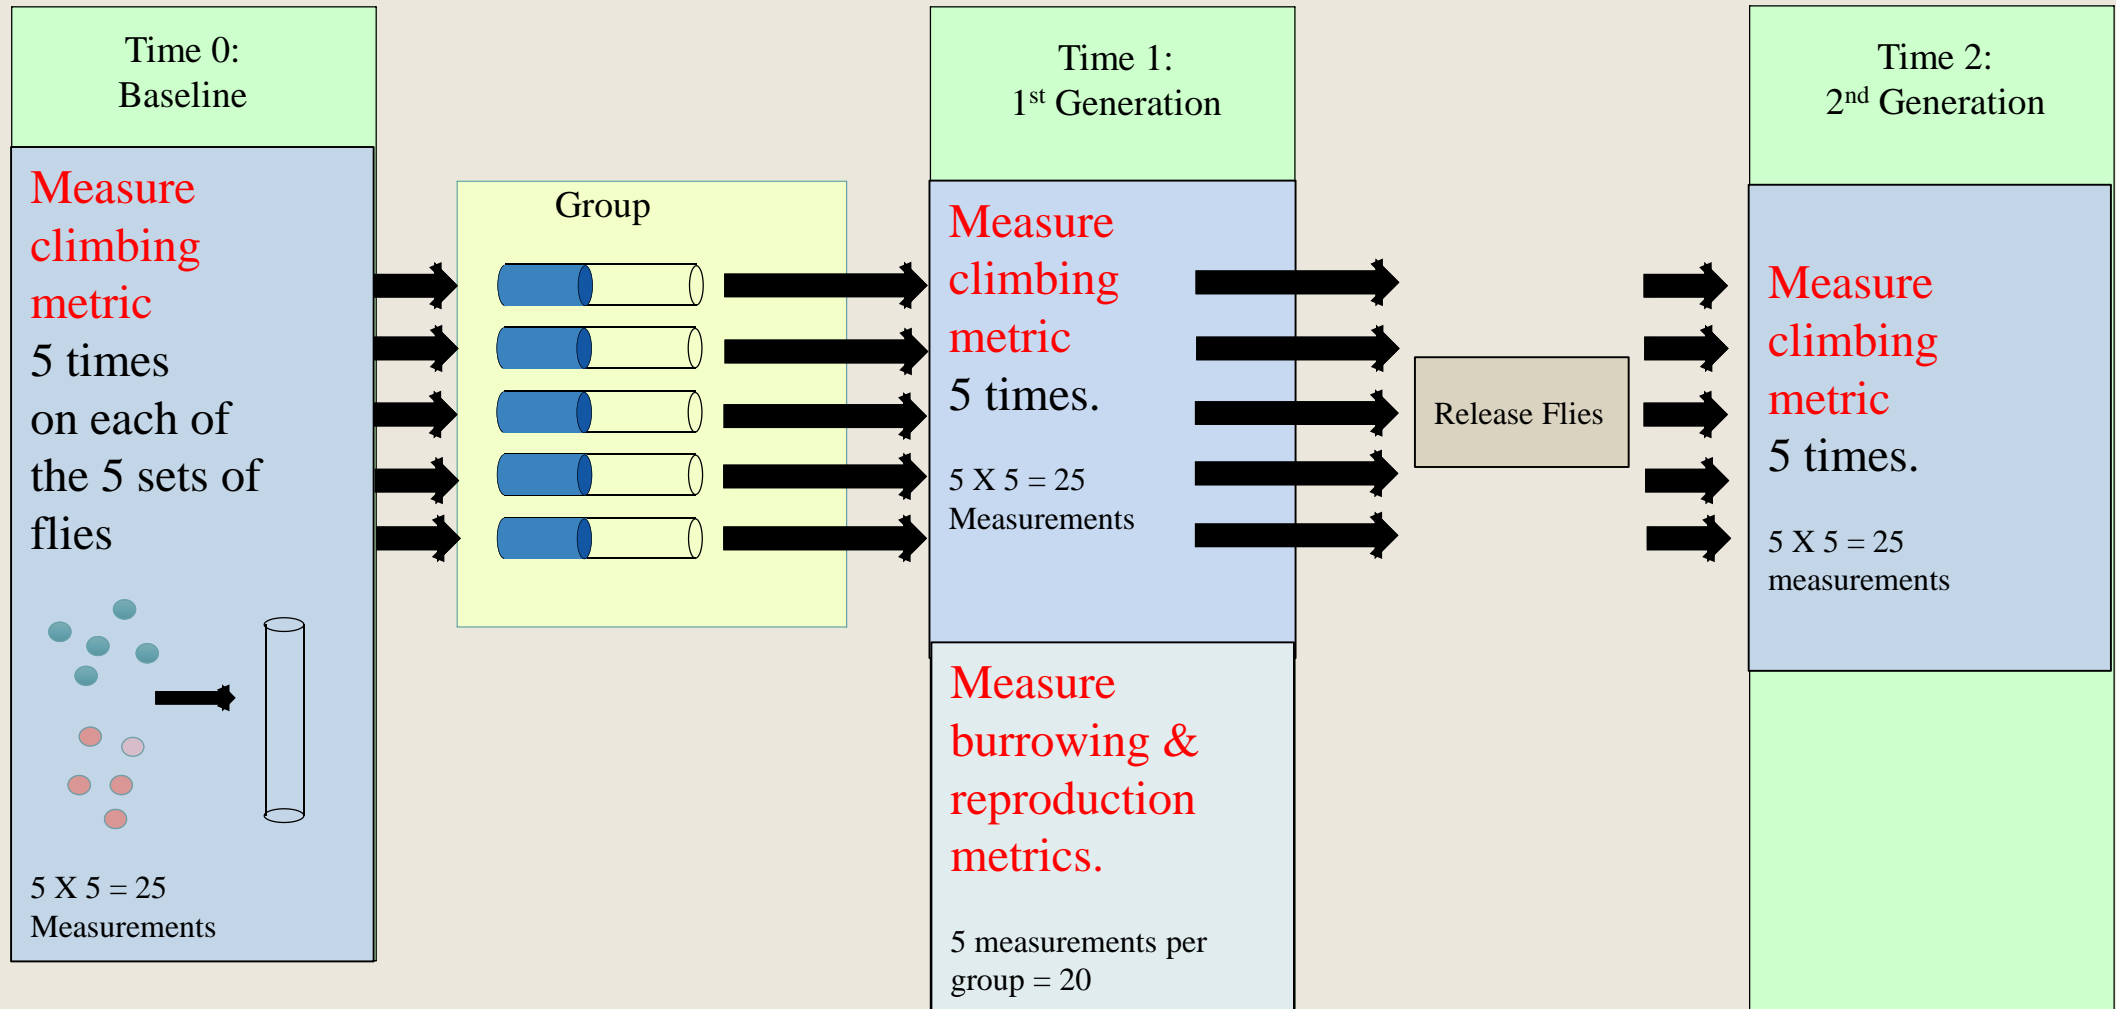 Time 0:
Baseline
Measure
climbing
metric
5 times
on each of
the 5 sets of
flies
5 X 5 = 25
Measurements
Group
Time 1:
1st Generation
Measure
climbing
metric
5 times.
5 X 5 = 25
Measurements
Measure
burrowing &
reproduction
metrics.
5 measurements per
group = 20
Release Flies
Time 2:
2nd Generation
Measure
climbing
metric
5 times.
5 X 5 = 25
measurements